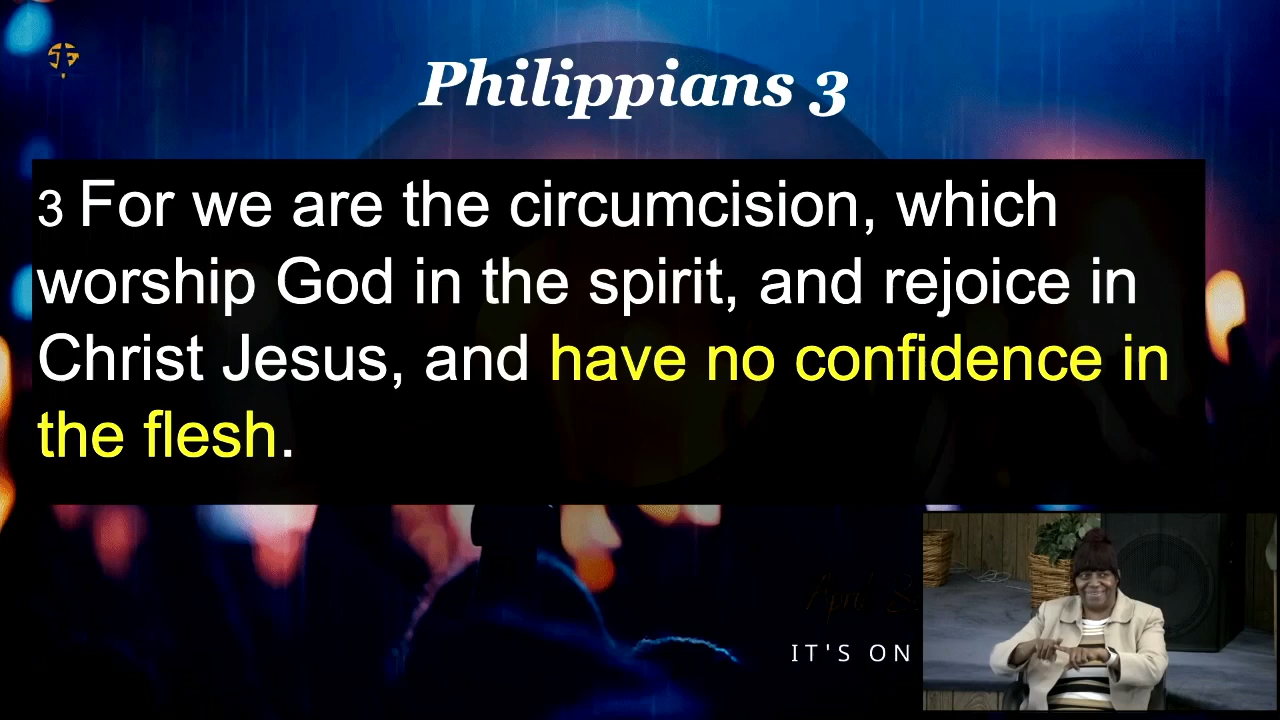 Philippians 3
3 For we are the circumcision, which
worship God in the spirit, and rejoice in
Christ Jesus, and have no confidence in
the flesh.
April
IT'S ON